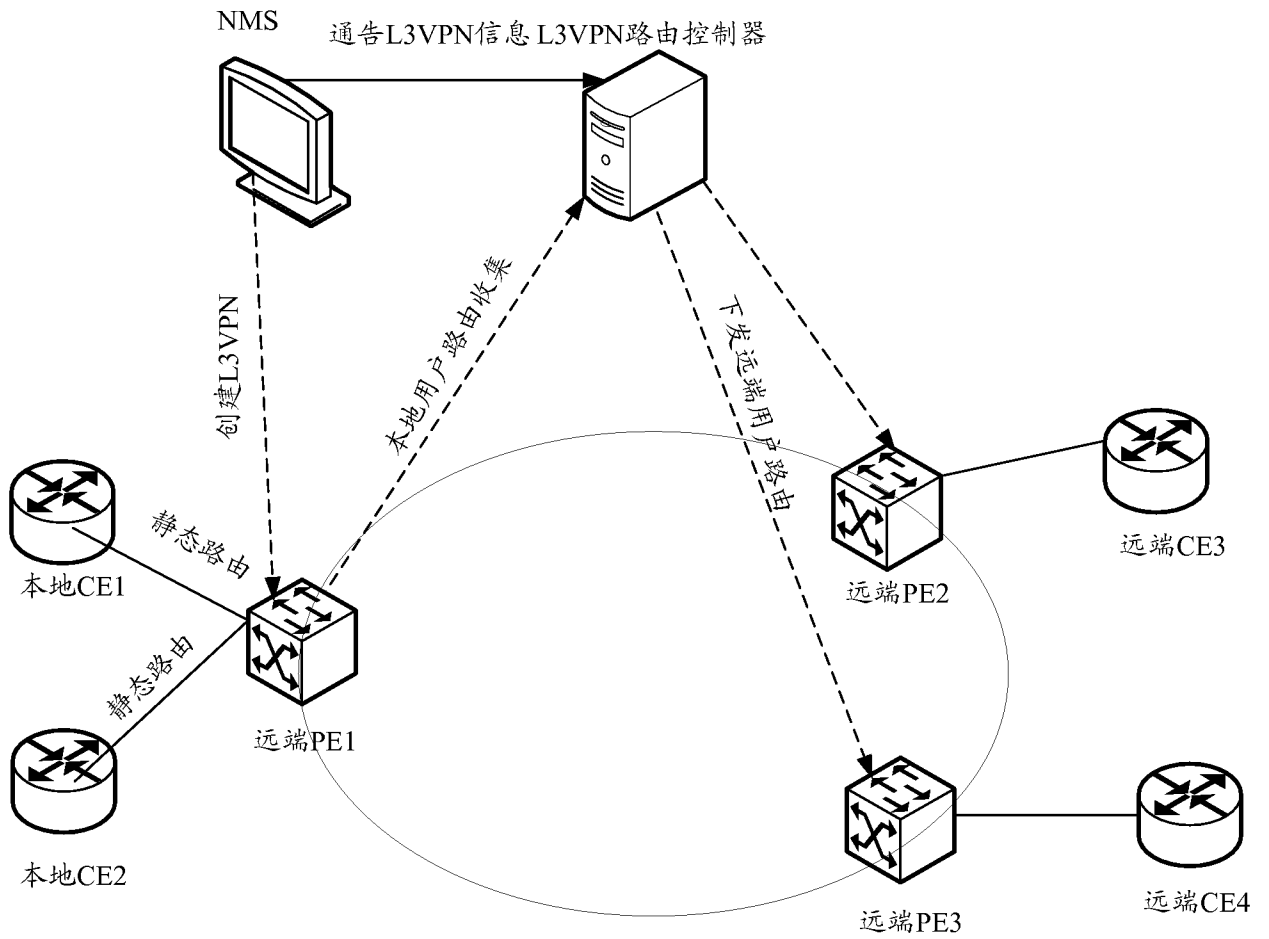 NMS
通告L3VPN信息 L3VPN路由控制器
创建L3VPN
本地用户路由收集
下发远端用户路由
静态路由
本地CE1
静态路由
本地CE2
远端PE1
远端PE2
远端CE3
远端PE3
远端CE4